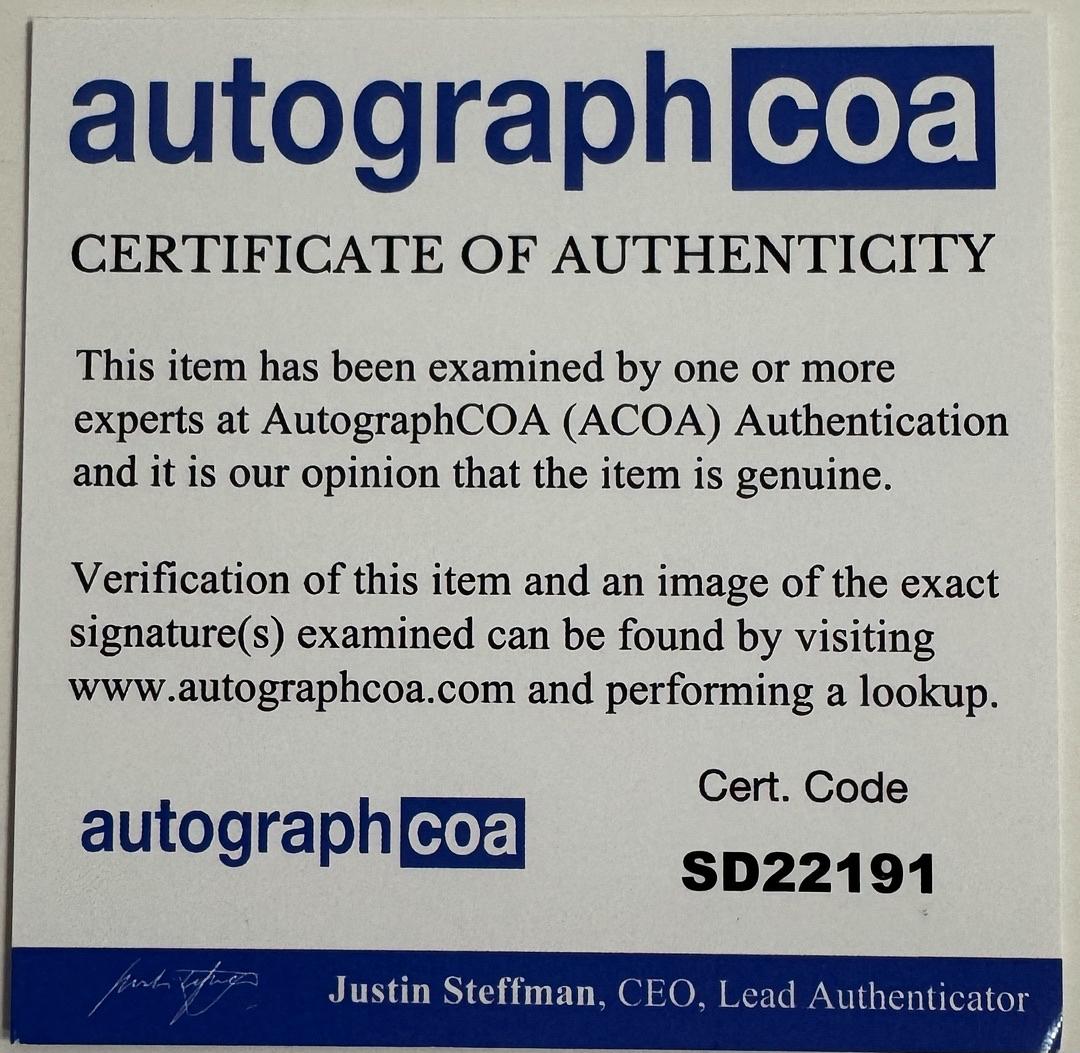 autographcoa
CERTIFICATE OF AUTHENTICITY
This item has been examined by one or more
experts at AutographCOA (ACOA) Authentication
and it is our opinion that the item is genuine.
Verification of this item and an image of the exact
signature(s) examined can be found by visiting
www.autographcoa.com and performing a lookup.
Cert. Code
autographcoa
SD22191
Justin Steffman, CEO, Lead Authenticator